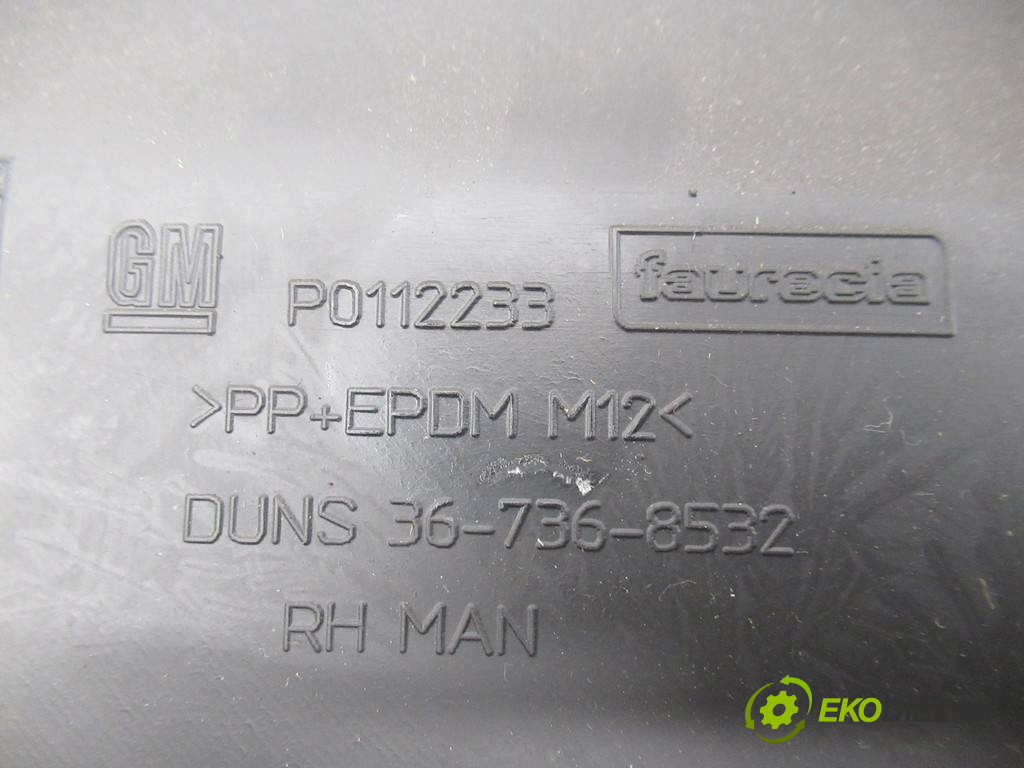 GM P0112233 faurecia
>PP+EPDM M12<
DUNS 36-736-8532
RH MAN
EKO